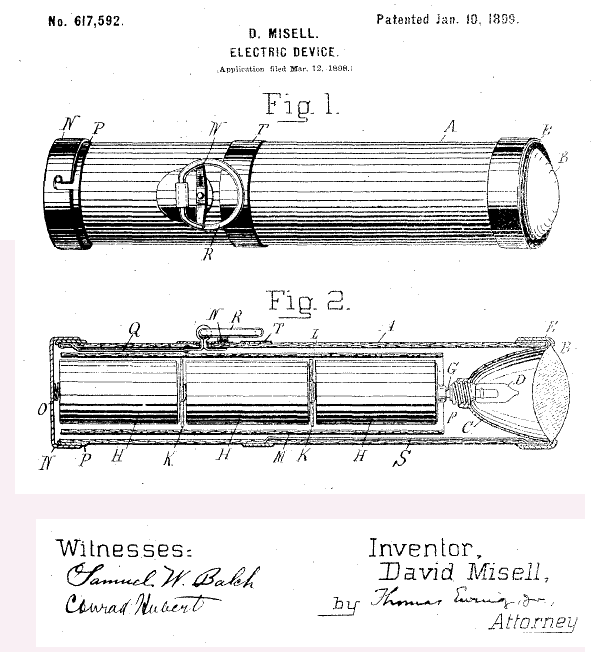 No. 617,592.
Patented Jan. 10, 1899.
D. MISELL.
ELECTRIC DEVICE.
(Application filed Mar. 12, 1898.)
Fig. 1.
N P N T A E B
R
Fig. 2.
Q N R T L A E B
G D
O P C
N P H K H M K H S
Witnesses:
Samuel W. Balch
Conrad Hubert
Inventor,
David Misell,
by Thomas Ewing, Jr.,
Attorney